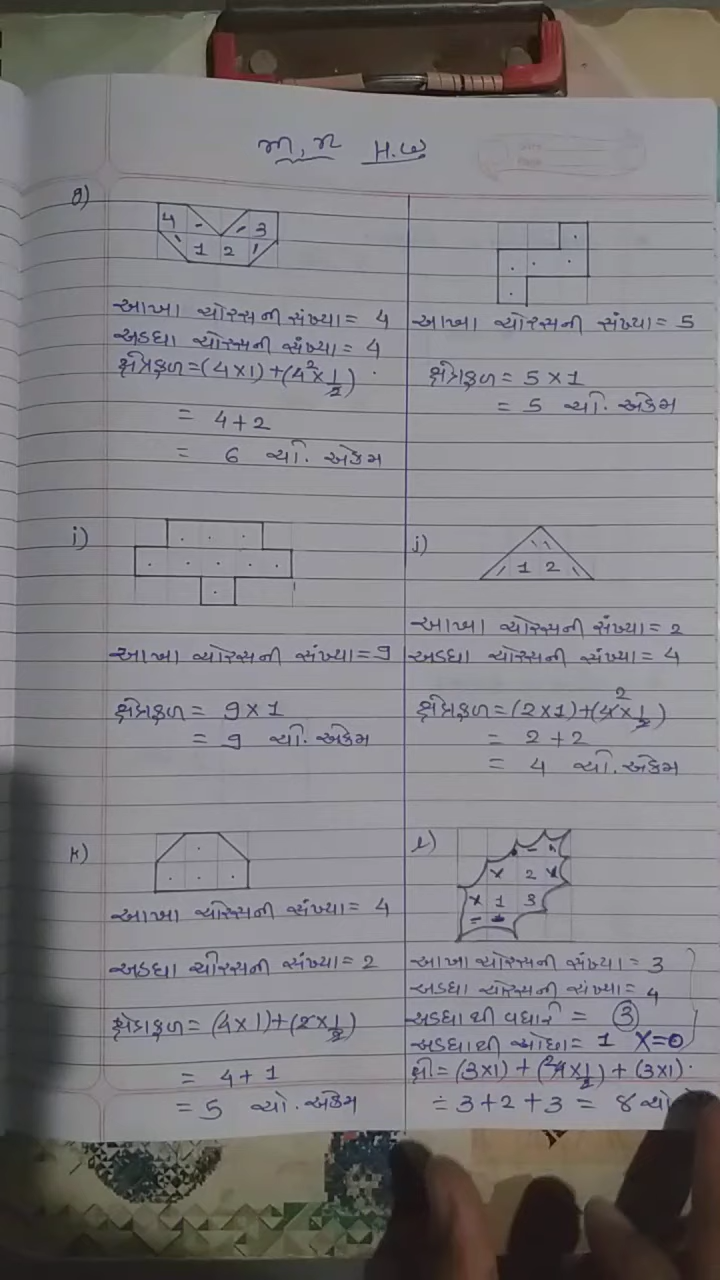 m, n H.W
g)
4 3
1 2
આખા ચોરસની સંખ્યા = 4
અડધા ચોરસની સંખ્યા = 4
ક્ષેત્રફળ = (4×1) + (4² × 1/2)
= 4 + 2
= 6 ચો. એકમ
આખા ચોરસની સંખ્યા = 5
ક્ષેત્રફળ = 5 × 1
= 5 ચો. એકમ
i)
આખા ચોરસની સંખ્યા = 9
ક્ષેત્રફળ = 9 × 1
= 9 ચો. એકમ
j)
1 2
આખા ચોરસની સંખ્યા = 2
અડધા ચોરસની સંખ્યા = 4
ક્ષેત્રફળ = (2×1) + (4² × 1/2)
= 2 + 2
= 4 ચો. એકમ
k)
આખા ચોરસની સંખ્યા = 4
અડધા ચોરસની સંખ્યા = 2
ક્ષેત્રફળ = (4×1) + (2 × 1/2)
= 4 + 1
= 5 ચો. એકમ
l)
x 2 x
x 1 3
આખા ચોરસની સંખ્યા = 3
અડધા ચોરસની સંખ્યા = 4
અડધાથી વધારે = 3
અડધાથી ઓછા = 1 X=0
ક્ષે = (3×1) + (²4 × 1/2) + (3×1)
= 3 + 2 + 3 = 8 ચો